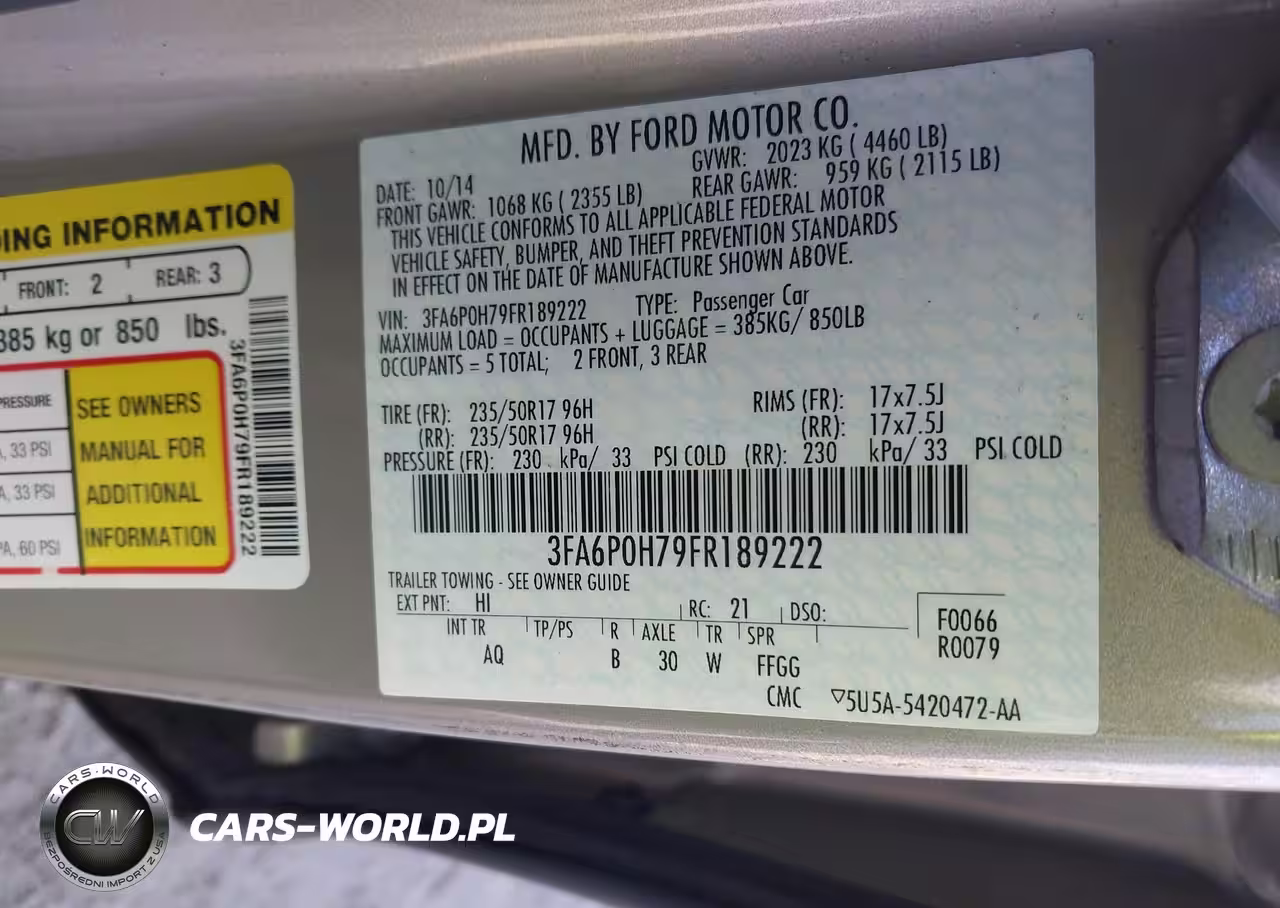 DING INFORMATION
FRONT: 2 REAR: 3
385 kg or 850 lbs.
PRESSURE
A, 33 PSI
A, 33 PSI
PA, 60 PSI
SEE OWNERS
MANUAL FOR
ADDITIONAL
INFORMATION
3FA6P0H79FR189222
MFD. BY FORD MOTOR CO.
DATE: 10/14 GVWR: 2023 KG ( 4460 LB)
FRONT GAWR: 1068 KG ( 2355 LB) REAR GAWR: 959 KG ( 2115 LB)
THIS VEHICLE CONFORMS TO ALL APPLICABLE FEDERAL MOTOR
VEHICLE SAFETY, BUMPER, AND THEFT PREVENTION STANDARDS
IN EFFECT ON THE DATE OF MANUFACTURE SHOWN ABOVE.
VIN: 3FA6P0H79FR189222 TYPE: Passenger Car
MAXIMUM LOAD = OCCUPANTS + LUGGAGE = 385KG/ 850LB
OCCUPANTS = 5 TOTAL; 2 FRONT, 3 REAR
TIRE (FR): 235/50R17 96H RIMS (FR): 17x7.5J
(RR): 235/50R17 96H (RR): 17x7.5J
PRESSURE (FR): 230 kPa/ 33 PSI COLD (RR): 230 kPa/ 33 PSI COLD
3FA6P0H79FR189222
TRAILER TOWING - SEE OWNER GUIDE
EXT PNT: HI RC: 21 DSO: F0066
INT TR TP/PS R AXLE TR SPR R0079
AQ B 30 W FFGG
CMC ▽5U5A-5420472-AA
CARS-WORLD
CW
BEZPOŚREDNI IMPORT Z USA
CARS-WORLD.PL